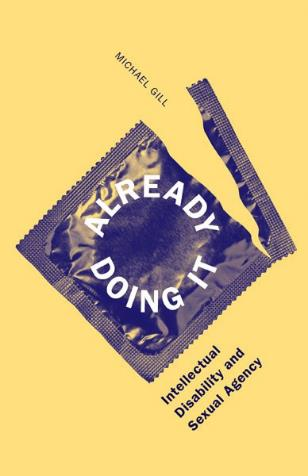 MICHAEL GILL
ALREADY
DOING IT
Intellectual
Disability and
Sexual Agency